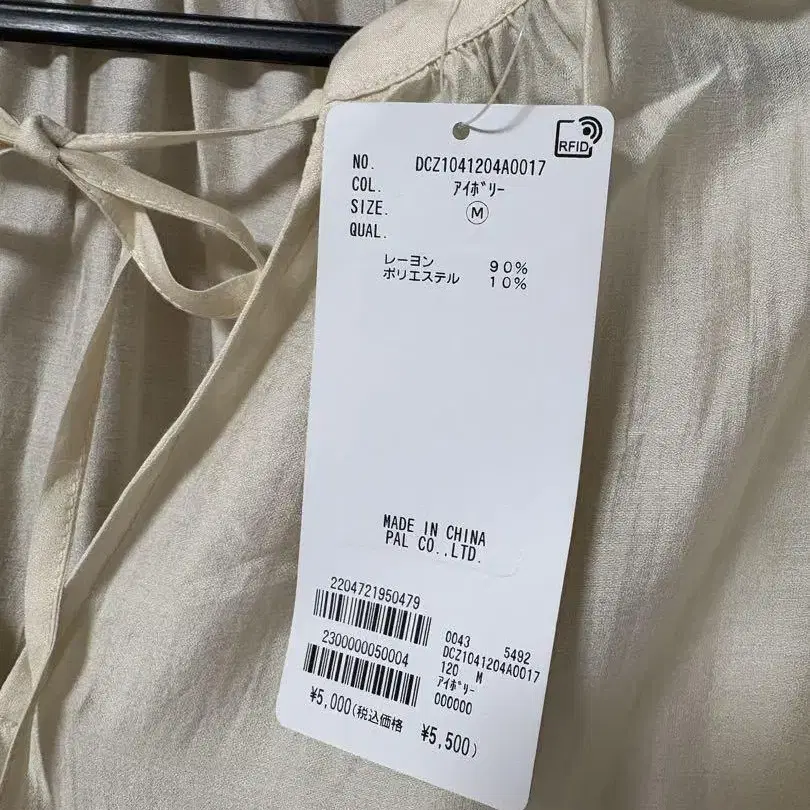 RFID
NO. DCZ1041204A0017
COL. ｱｲﾎﾞﾘｰ
SIZE. Ⓜ
QUAL.
レーヨン ９０％
ポリエステル １０％
MADE IN CHINA
PAL CO.,LTD.
2204721950479
2300000050004
0043 5492
DCZ1041204A0017
120 M
ｱｲﾎﾞﾘｰ
000000
¥5,000(税込価格 ¥5,500)